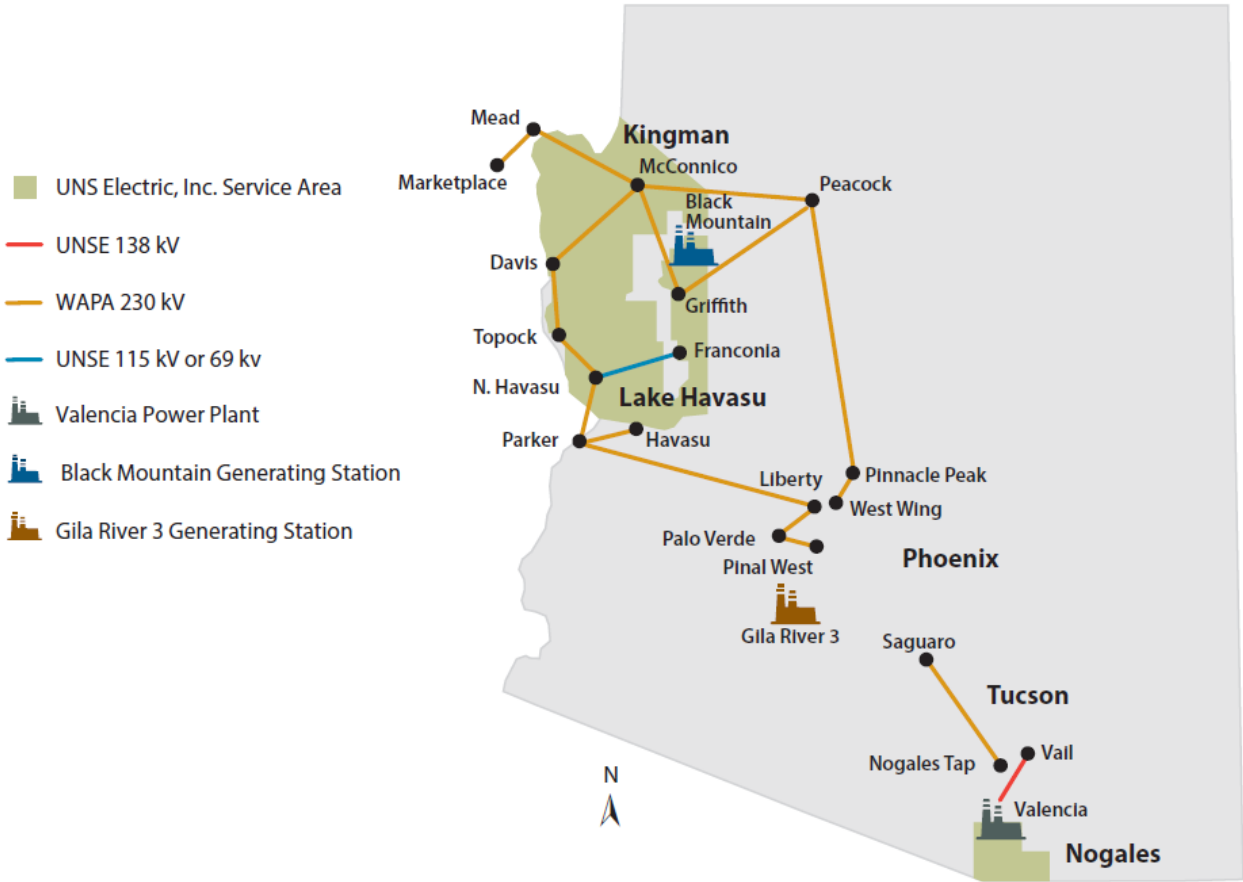 UNS Electric, Inc. Service Area
UNSE 138 kV
WAPA 230 kV
UNSE 115 kV or 69 kv
Valencia Power Plant
Black Mountain Generating Station
Gila River 3 Generating Station
Mead
Kingman
McConnico
Marketplace
Peacock
Black
Mountain
Davis
Griffith
Topock
Franconia
N. Havasu
Lake Havasu
Parker
Havasu
Liberty
Pinnacle Peak
West Wing
Palo Verde
Phoenix
Pinal West
Gila River 3
Saguaro
Tucson
Nogales Tap
Vail
N
Valencia
Nogales